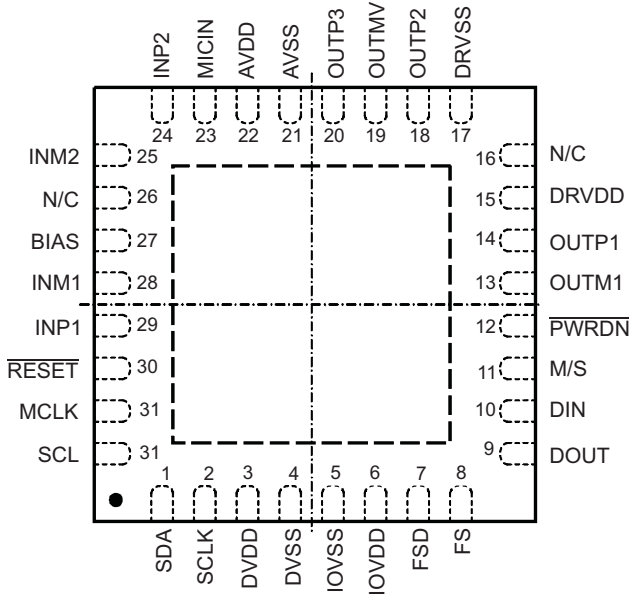 INP2 MICIN AVDD AVSS OUTP3 OUTMV OUTP2 DRVSS
24 23 22 21 20 19 18 17
INM2 25
N/C 26
BIAS 27
INM1 28
INP1 29
RESET 30
MCLK 31
SCL 31
16 N/C
15 DRVDD
14 OUTP1
13 OUTM1
12 PWRDN
11 M/S
10 DIN
9 DOUT
1 2 3 4 5 6 7 8
SDA SCLK DVDD DVSS IOVSS IOVDD FSD FS